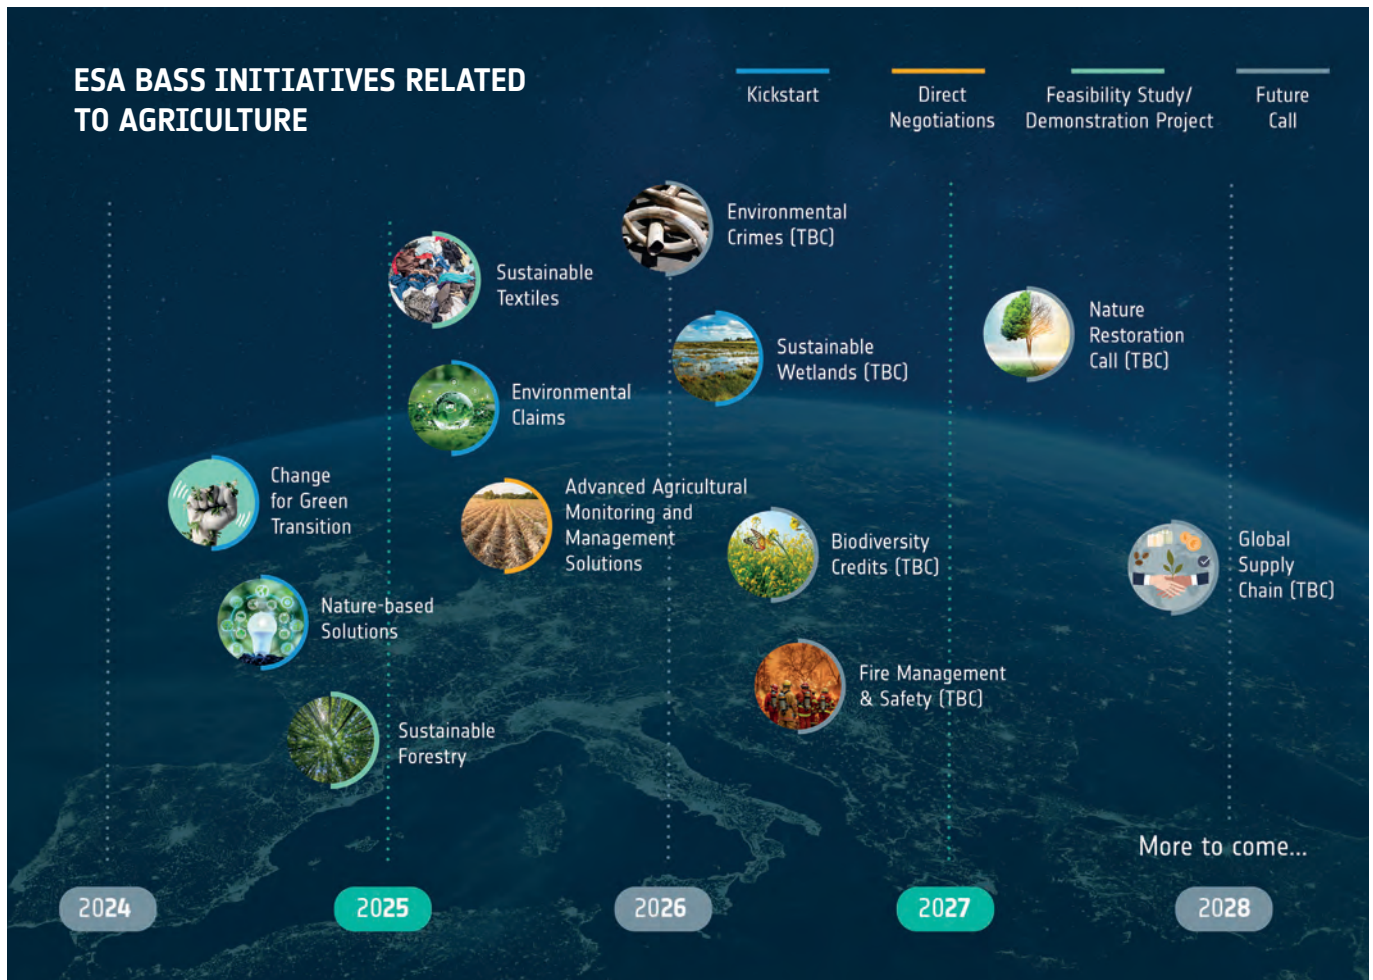 ESA BASS INITIATIVES RELATED
TO AGRICULTURE
Kickstart
Direct
Negotiations
Feasibility Study/
Demonstration Project
Future
Call
Environmental
Crimes (TBC)
Sustainable
Textiles
Nature
Restoration
Call (TBC)
Sustainable
Wetlands (TBC)
Environmental
Claims
Change
for Green
Transition
Advanced Agricultural
Monitoring and
Management
Solutions
Biodiversity
Credits (TBC)
Global
Supply
Chain (TBC)
Nature-based
Solutions
Fire Management
& Safety (TBC)
Sustainable
Forestry
More to come...
2024
2025
2026
2027
2028